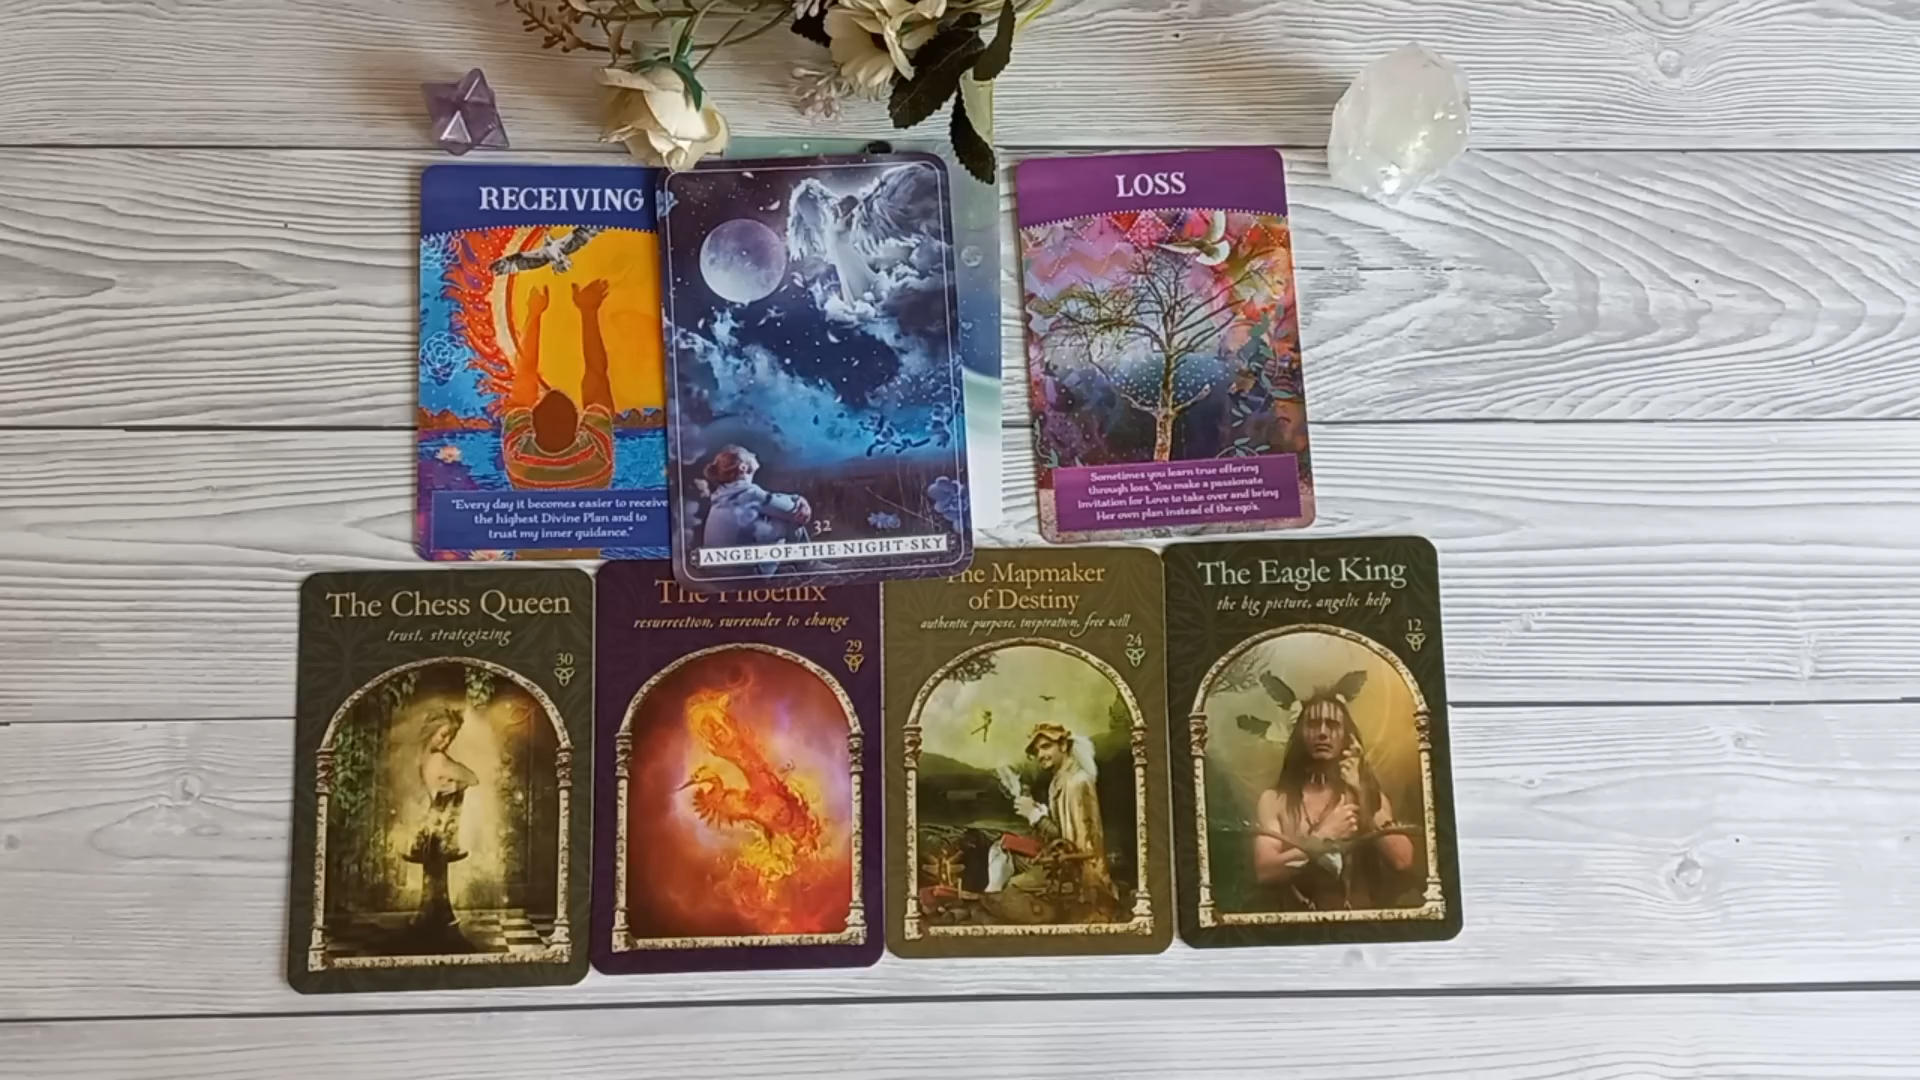 RECEIVING
"Every day it becomes easier to receive
the highest Divine Plan and to
trust my inner guidance."
32
ANGEL·OF·THE·NIGHT·SKY
LOSS
Sometimes you learn true offering
through loss. You make a passionate
invitation for Love to take over and bring
Her own plan instead of the ego's.
The Chess Queen
trust, strategizing
30
The Phoenix
resurrection, surrender to change
29
The Mapmaker
of Destiny
authentic purpose, inspiration, free will
24
The Eagle King
the big picture, angelic help
12